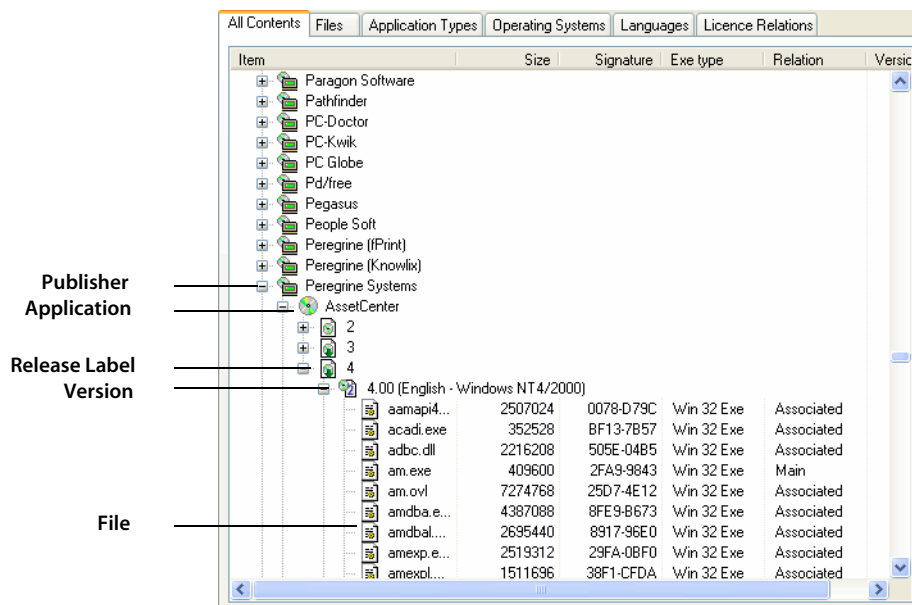 All Contents Files Application Types Operating Systems Languages Licence Relations
Item Size Signature Exe type Relation Versic
Paragon Software
Pathfinder
PC-Doctor
PC-Kwik
PC Globe
Pd/free
Pegasus
People Soft
Peregrine (fPrint)
Peregrine (Knowlix)
Publisher Peregrine Systems
Application AssetCenter
2
3
Release Label 4
Version 4.00 (English - Windows NT4/2000)
aamapi4... 2507024 0078-D79C Win 32 Exe Associated
acadi.exe 352528 BF13-7B57 Win 32 Exe Associated
adbc.dll 2216208 505E-04B5 Win 32 Exe Associated
am.exe 409600 2FA9-9843 Win 32 Exe Main
am.ovl 7274768 25D7-4E12 Win 32 Exe Associated
amdba.e... 4387088 8FE9-B673 Win 32 Exe Associated
File amdbal.... 2695440 8917-96E0 Win 32 Exe Associated
amexp.e... 2519312 29FA-0BF0 Win 32 Exe Associated
amexpl.... 1511696 38F1-CFDA Win 32 Exe Associated